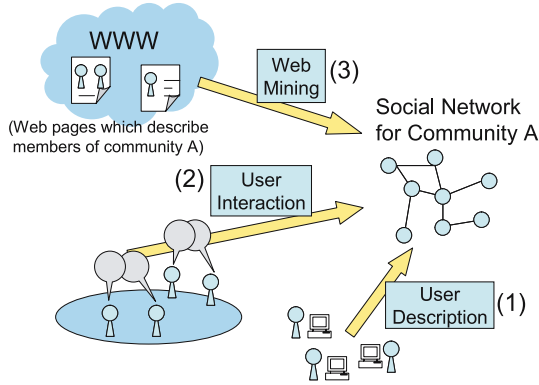 WWW
(Web pages which describe
members of community A)
Web
Mining
(3)
Social Network
for Community A
(2)
User
Interaction
User
Description
(1)